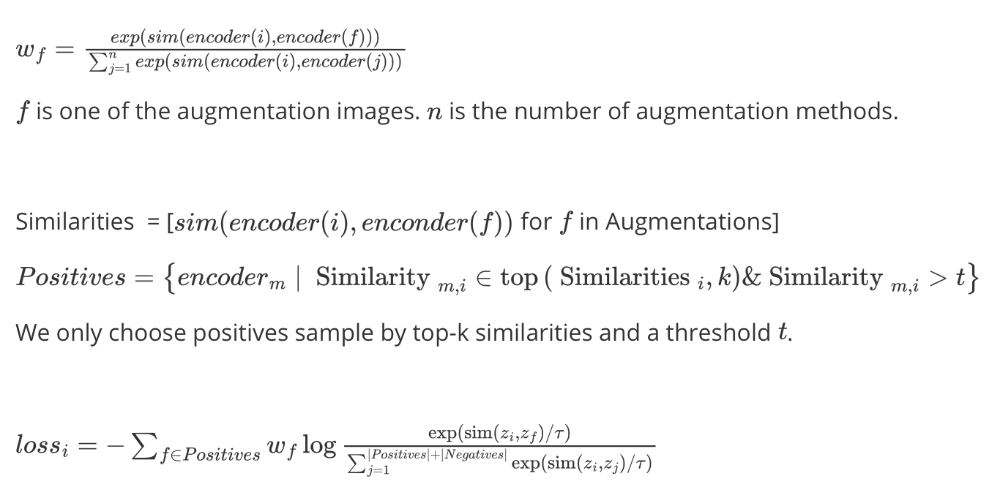 $w_f = \frac{exp(sim(encoder(i),encoder(f)))}{\sum_{j=1}^{n} exp(sim(encoder(i),encoder(j)))}$
$f$ is one of the augmentation images. $n$ is the number of augmentation methods.
Similarities = [$sim(encoder(i), enconder(f))$ for $f$ in Augmentations]
$Positives = \{encoder_m \mid \text{Similarity}_{m,i} \in \text{top}(\text{Similarities}_i, k) \& \text{Similarity}_{m,i} > t\}$
We only choose positives sample by top-k similarities and a threshold $t$.
$loss_i = -\sum_{f \in Positives} w_f \log \frac{\exp(\text{sim}(z_i,z_f)/\tau)}{\sum_{j=1}^{|Positives|+|Negatives|} \exp(\text{sim}(z_i,z_j)/\tau)}$